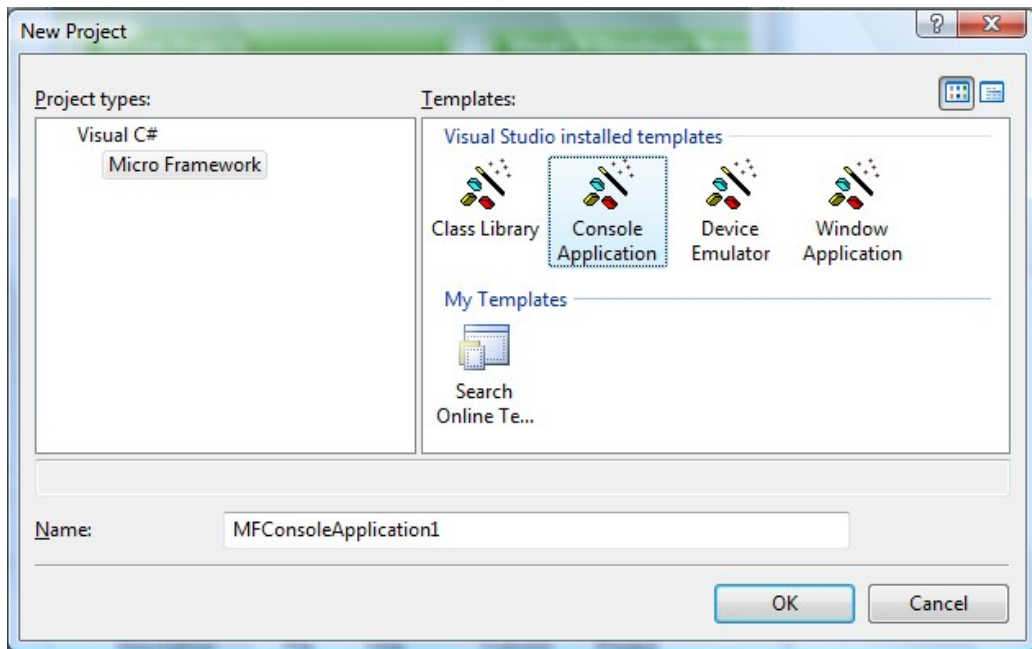 New Project
?
Project types:
Templates:
Visual C#
Micro Framework
Visual Studio installed templates
Class Library
Console
Application
Device
Emulator
Window
Application
My Templates
Search
Online Te...
Name:
MFConsoleApplication1
OK
Cancel